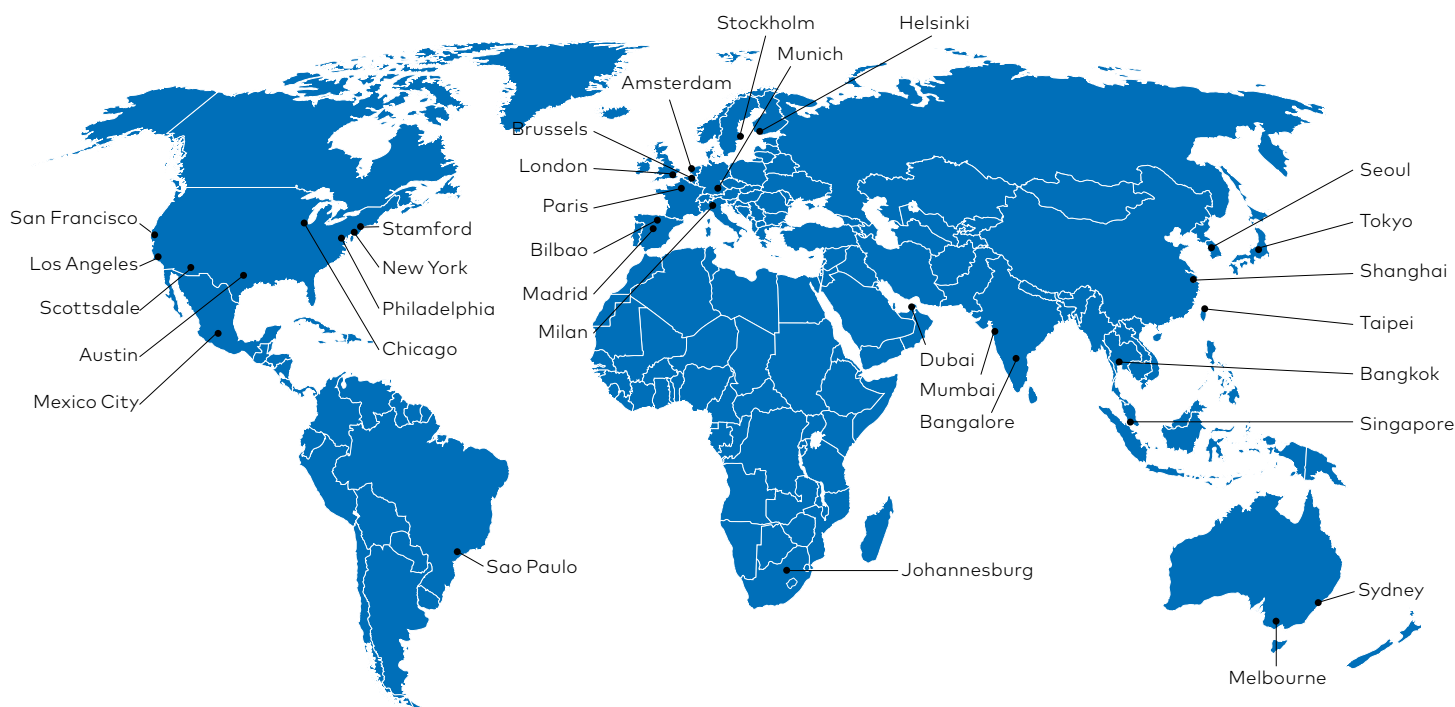 Stockholm
Helsinki
Munich
Amsterdam
Brussels
London
Paris
Bilbao
Madrid
Milan
San Francisco
Los Angeles
Scottsdale
Austin
Mexico City
Stamford
New York
Philadelphia
Chicago
Sao Paulo
Dubai
Mumbai
Bangalore
Johannesburg
Seoul
Tokyo
Shanghai
Taipei
Bangkok
Singapore
Sydney
Melbourne